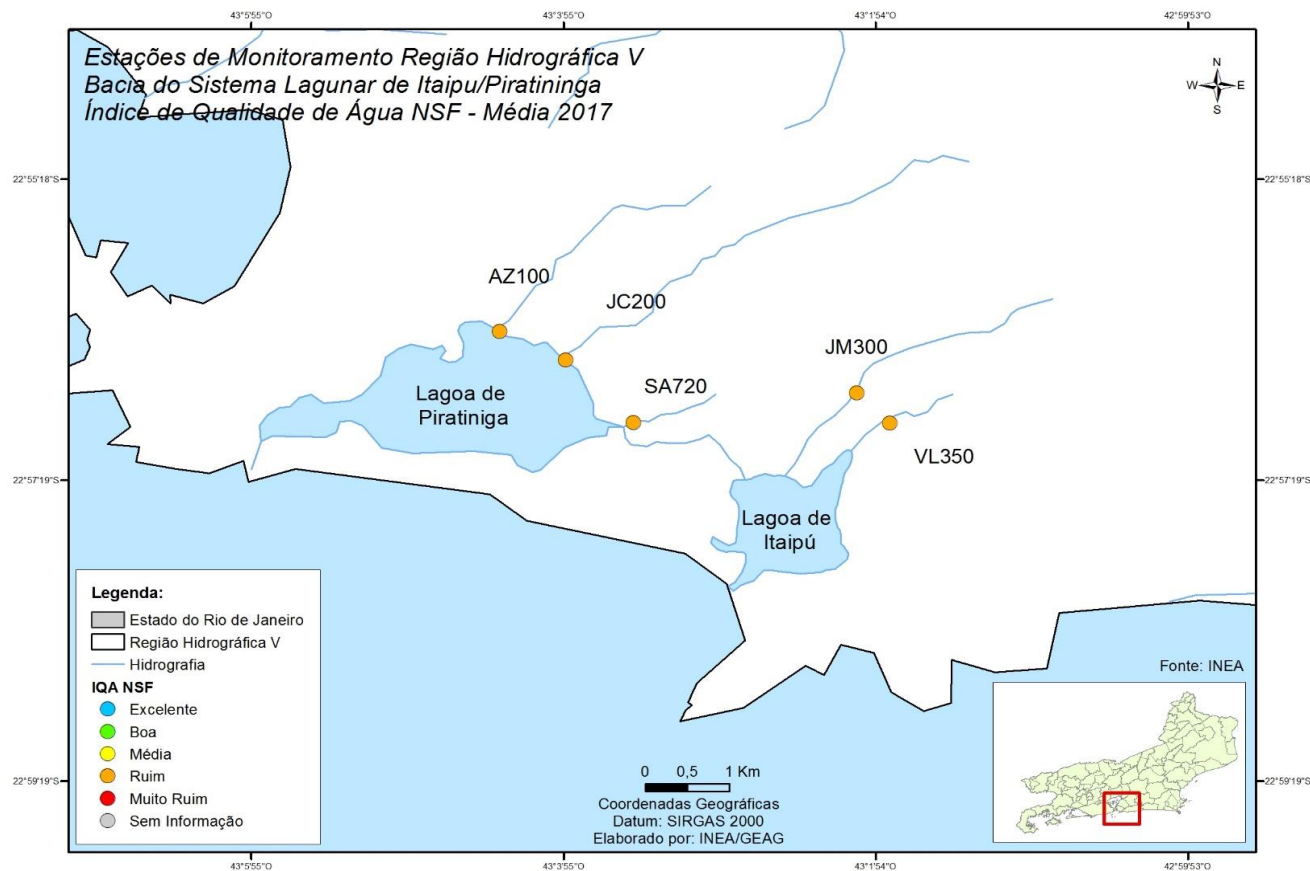 43°5'55"O
43°3'55"O
43°1'54"O
42°59'53"O
Estações de Monitoramento Região Hidrográfica V
Bacia do Sistema Lagunar de Itaipu/Piratininga
Índice de Qualidade de Água NSF - Média 2017
N
W E
S
22°55'18"S
22°55'18"S
AZ100
JC200
JM300
SA720
Lagoa de
Piratiniga
VL350
22°57'19"S
22°57'19"S
Lagoa de
Itaipú
Legenda:
Estado do Rio de Janeiro
Região Hidrográfica V
Hidrografia
IQA NSF
Excelente
Boa
Média
Ruim
Muito Ruim
Sem Informação
Fonte: INEA
22°59'19"S
22°59'19"S
0 0,5 1 Km
Coordenadas Geográficas
Datum: SIRGAS 2000
Elaborado por: INEA/GEAG
43°5'55"O
43°3'55"O
43°1'54"O
42°59'53"O